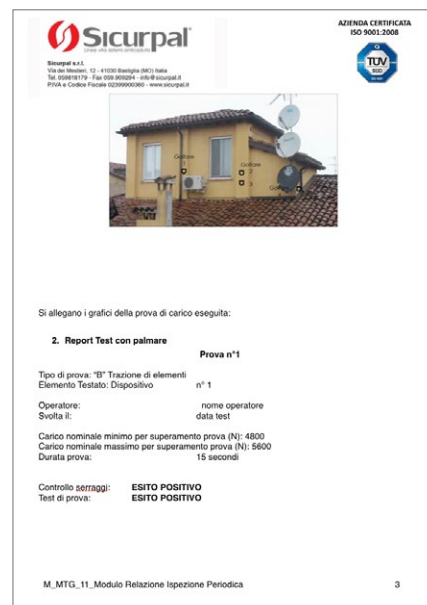 Sicurpal®
Linee vita sistemi anticaduta
AZIENDA CERTIFICATA
ISO 9001:2008
TÜV
Sicurpal s.r.l.
Via dei Mestieri, 12 - 41030 Bastiglia (MO) Italia
Tel. 059818179 - Fax 059.909294 - info@sicurpal.it
P.IVA e Codice Fiscale 02399900360 - www.sicurpal.it
Golfare
1
Golfare
2
3
Golfare
Si allegano i grafici della prova di carico eseguita:
2. Report Test con palmare
Prova n°1
Tipo di prova: "B" Trazione di elementi
Elemento Testato: Dispositivo n° 1
Operatore: nome operatore
Svolta il: data test
Carico nominale minimo per superamento prova (N): 4800
Carico nominale massimo per superamento prova (N): 5600
Durata prova: 15 secondi
Controllo serraggi: ESITO POSITIVO
Test di prova: ESITO POSITIVO
M_MTG_11_Modulo Relazione Ispezione Periodica 3